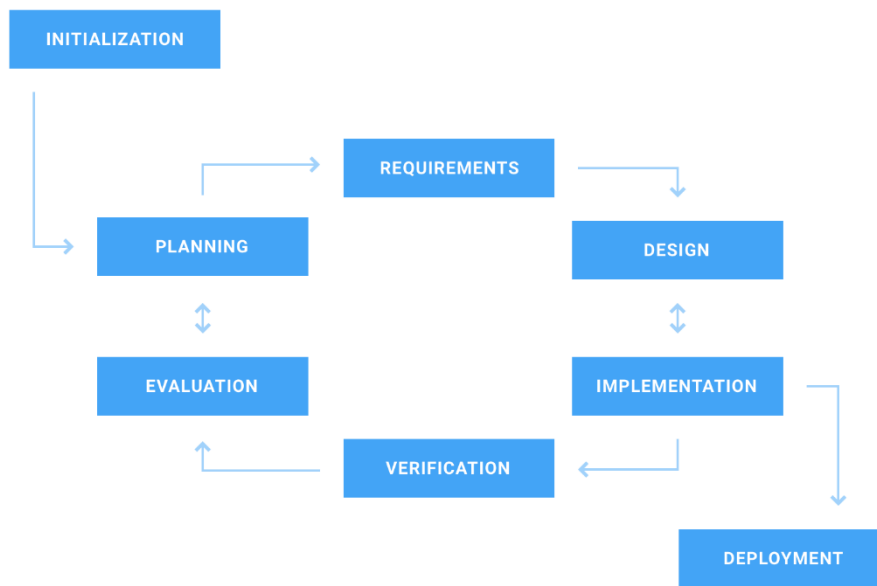 INITIALIZATION
REQUIREMENTS
PLANNING
DESIGN
EVALUATION
IMPLEMENTATION
VERIFICATION
DEPLOYMENT